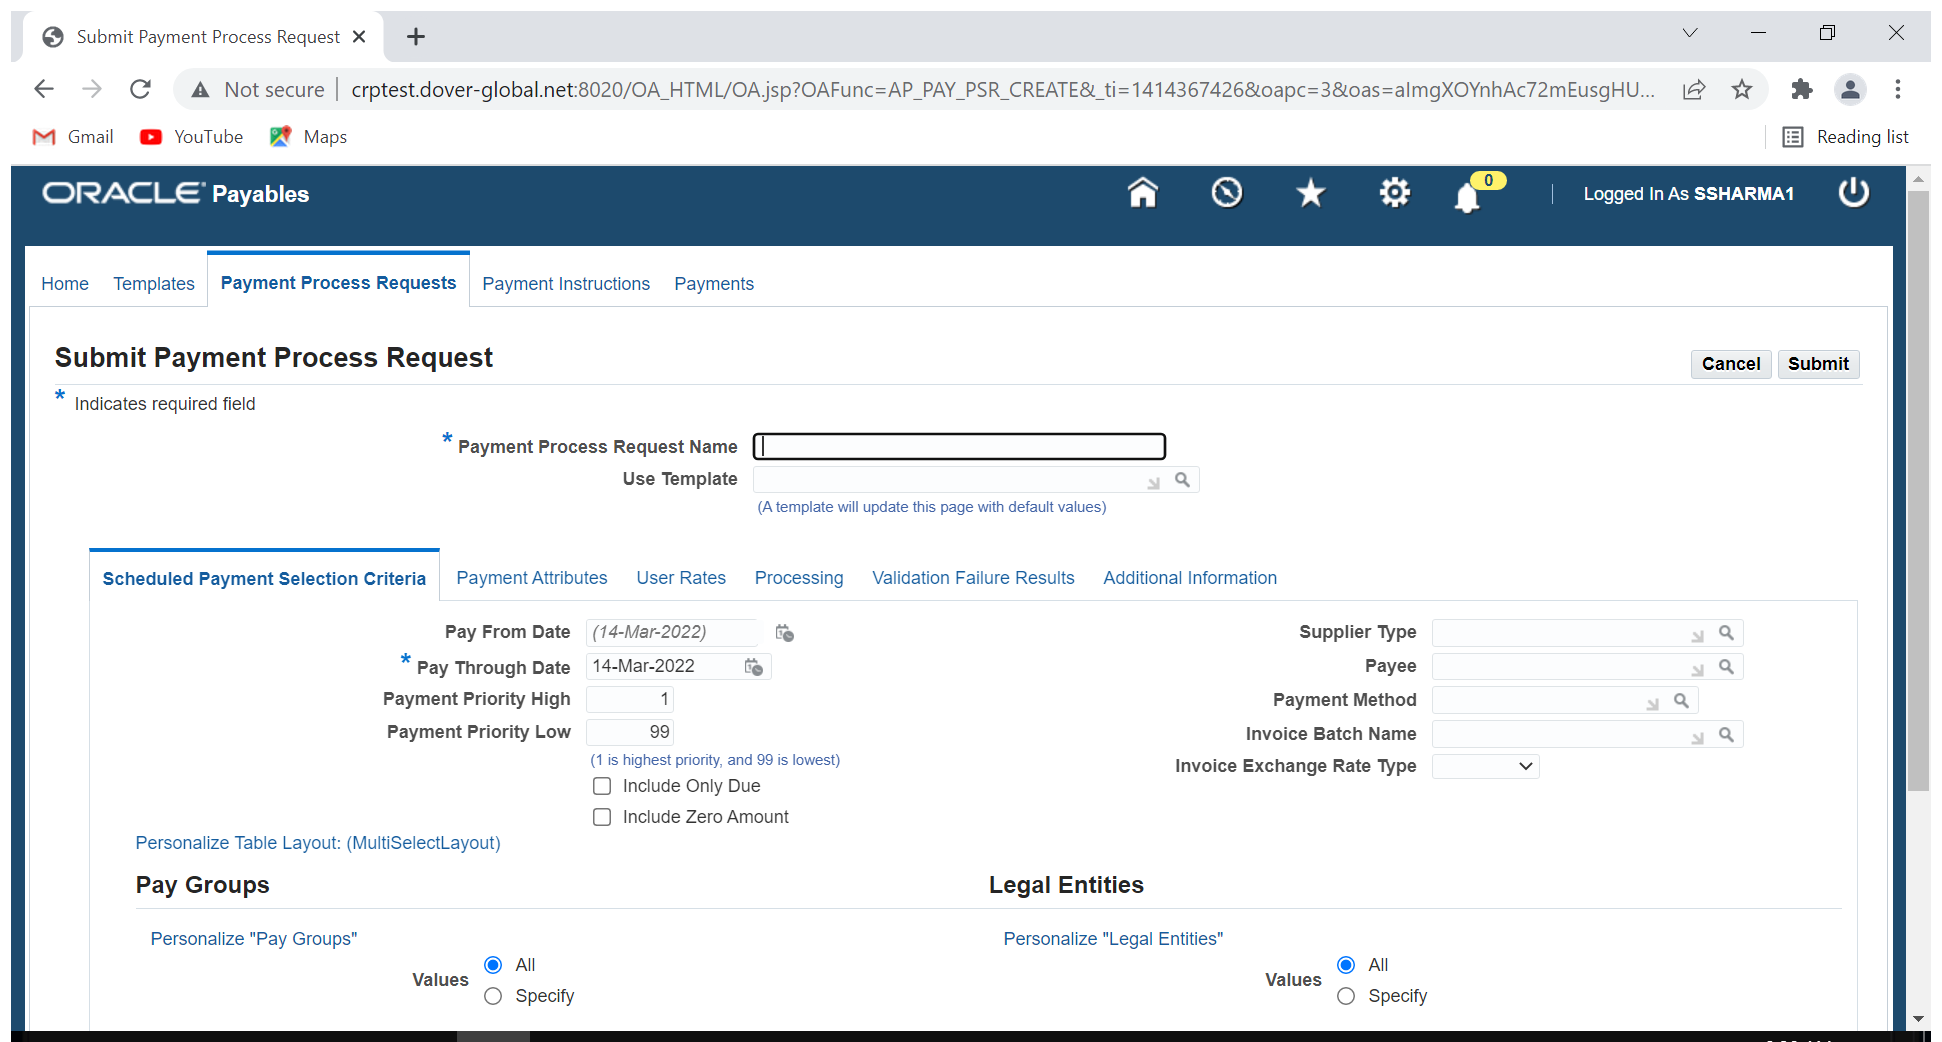 Submit Payment Process Request
Not secure crptest.dover-global.net:8020/OA_HTML/OA.jsp?OAFunc=AP_PAY_PSR_CREATE&_ti=1414367426&oapc=3&oas=aImgXOYnhAc72mEusgHU...
Gmail YouTube Maps Reading list
ORACLE Payables 0 Logged In As SSHARMA1
Home Templates Payment Process Requests Payment Instructions Payments
Submit Payment Process Request
Cancel Submit
* Indicates required field
* Payment Process Request Name
Use Template
(A template will update this page with default values)
Scheduled Payment Selection Criteria Payment Attributes User Rates Processing Validation Failure Results Additional Information
Pay From Date (14-Mar-2022) Supplier Type
* Pay Through Date 14-Mar-2022 Payee
Payment Priority High 1 Payment Method
Payment Priority Low 99 Invoice Batch Name
(1 is highest priority, and 99 is lowest) Invoice Exchange Rate Type
Include Only Due
Include Zero Amount
Personalize Table Layout: (MultiSelectLayout)
Pay Groups Legal Entities
Personalize "Pay Groups" Personalize "Legal Entities"
Values All Values All
Specify Specify